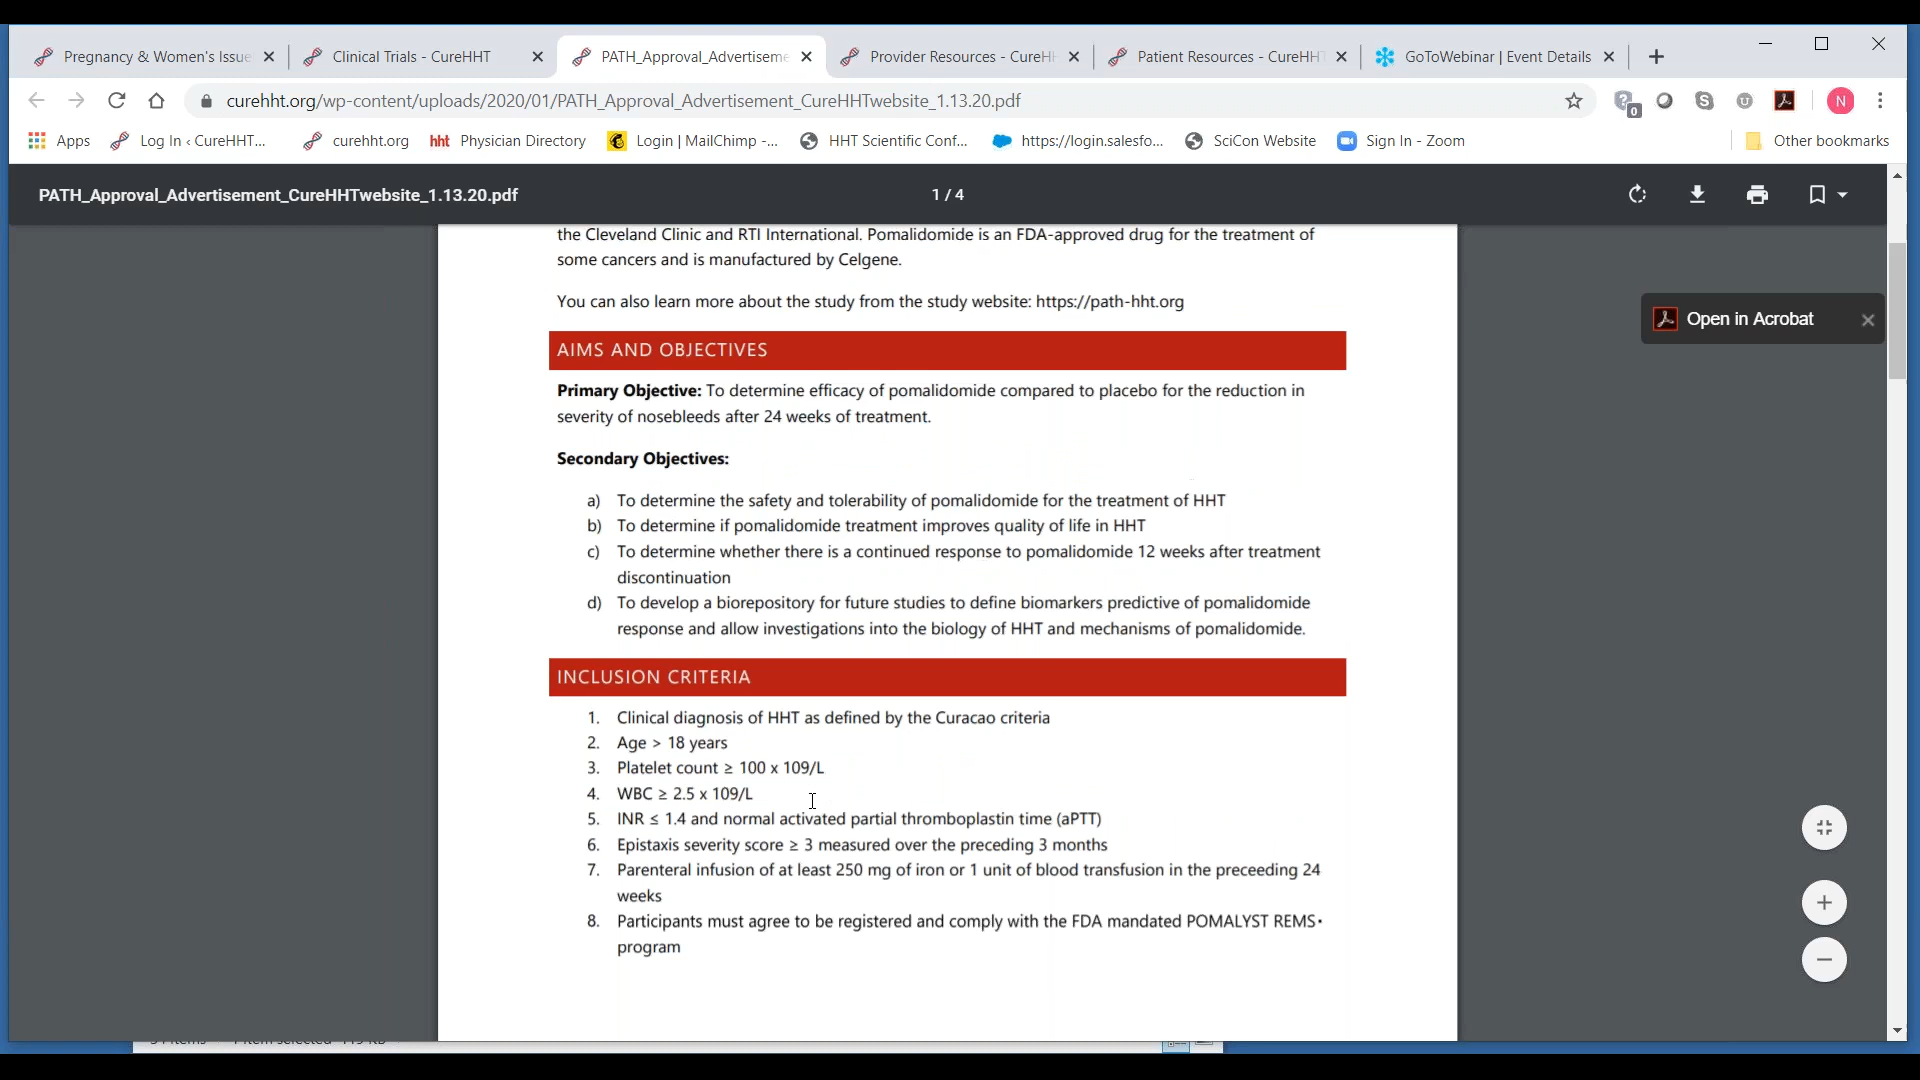 Pregnancy & Women's Issue
Clinical Trials - CureHHT
PATH_Approval_Advertiseme
Provider Resources - CureHH
Patient Resources - CureHHT
GoToWebinar | Event Details
curehht.org/wp-content/uploads/2020/01/PATH_Approval_Advertisement_CureHHTwebsite_1.13.20.pdf
0
N
Apps
Log In ‹ CureHHT...
curehht.org
hht Physician Directory
Login | MailChimp -...
HHT Scientific Conf...
https://login.salesfo...
SciCon Website
Sign In - Zoom
Other bookmarks
PATH_Approval_Advertisement_CureHHTwebsite_1.13.20.pdf
1 / 4
the Cleveland Clinic and RTI International. Pomalidomide is an FDA-approved drug for the treatment of
some cancers and is manufactured by Celgene.
You can also learn more about the study from the study website: https://path-hht.org
Open in Acrobat
AIMS AND OBJECTIVES
Primary Objective: To determine efficacy of pomalidomide compared to placebo for the reduction in
severity of nosebleeds after 24 weeks of treatment.
Secondary Objectives:
a) To determine the safety and tolerability of pomalidomide for the treatment of HHT
b) To determine if pomalidomide treatment improves quality of life in HHT
c) To determine whether there is a continued response to pomalidomide 12 weeks after treatment
discontinuation
d) To develop a biorepository for future studies to define biomarkers predictive of pomalidomide
response and allow investigations into the biology of HHT and mechanisms of pomalidomide.
INCLUSION CRITERIA
1. Clinical diagnosis of HHT as defined by the Curacao criteria
2. Age > 18 years
3. Platelet count ≥ 100 x 109/L
4. WBC ≥ 2.5 x 109/L
5. INR ≤ 1.4 and normal activated partial thromboplastin time (aPTT)
6. Epistaxis severity score ≥ 3 measured over the preceding 3 months
7. Parenteral infusion of at least 250 mg of iron or 1 unit of blood transfusion in the preceeding 24
weeks
8. Participants must agree to be registered and comply with the FDA mandated POMALYST REMS·
program